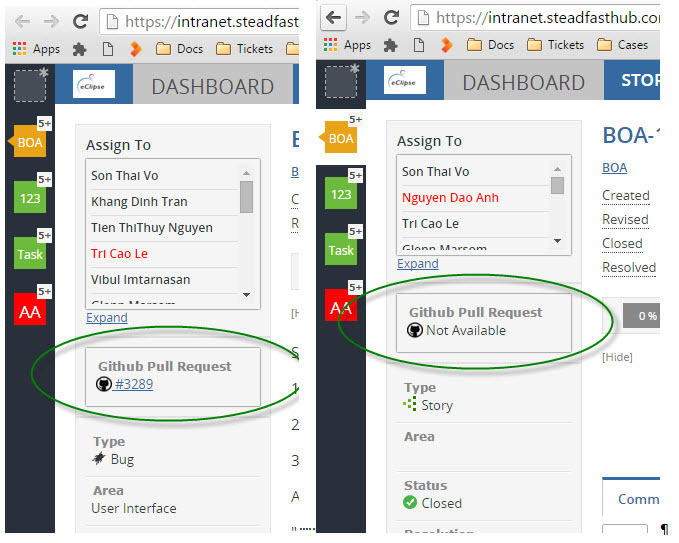 https://intranet.steadfasthub
Apps
Docs
Tickets
eClipse
DASHBOARD
5+
BOA
5+
123
5+
Task
5+
AA
Assign To
Son Thai Vo
Khang Dinh Tran
Tien ThiThuy Nguyen
Tri Cao Le
Vibul Imtarnasan
Glenn Marsom
Expand
Github Pull Request
#3289
Type
Bug
Area
User Interface
B
C
R
[H
S
1
2
3
A
https://intranet.steadfasthub.co
Apps
Docs
Tickets
Cases
eClipse
DASHBOARD
STOR
5+
BOA
5+
123
5+
Task
5+
AA
Assign To
Son Thai Vo
Nguyen Dao Anh
Tri Cao Le
Glenn Marsom
Expand
Github Pull Request
Not Available
Type
Story
Area
Status
Closed
Resolution
BOA-1
BOA
Created
Revised
Closed
Resolved
0 %
[Hide]
Comm
¶